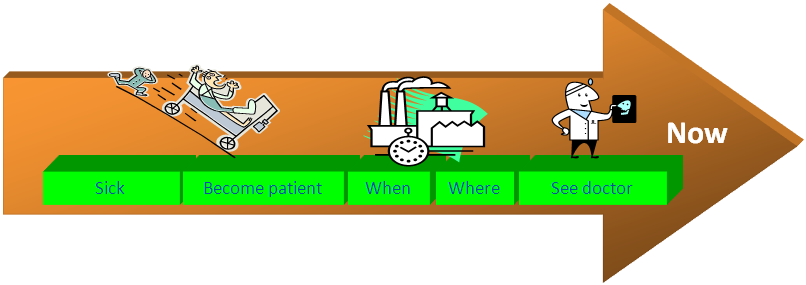 Now
Sick
Become patient
When
Where
See doctor